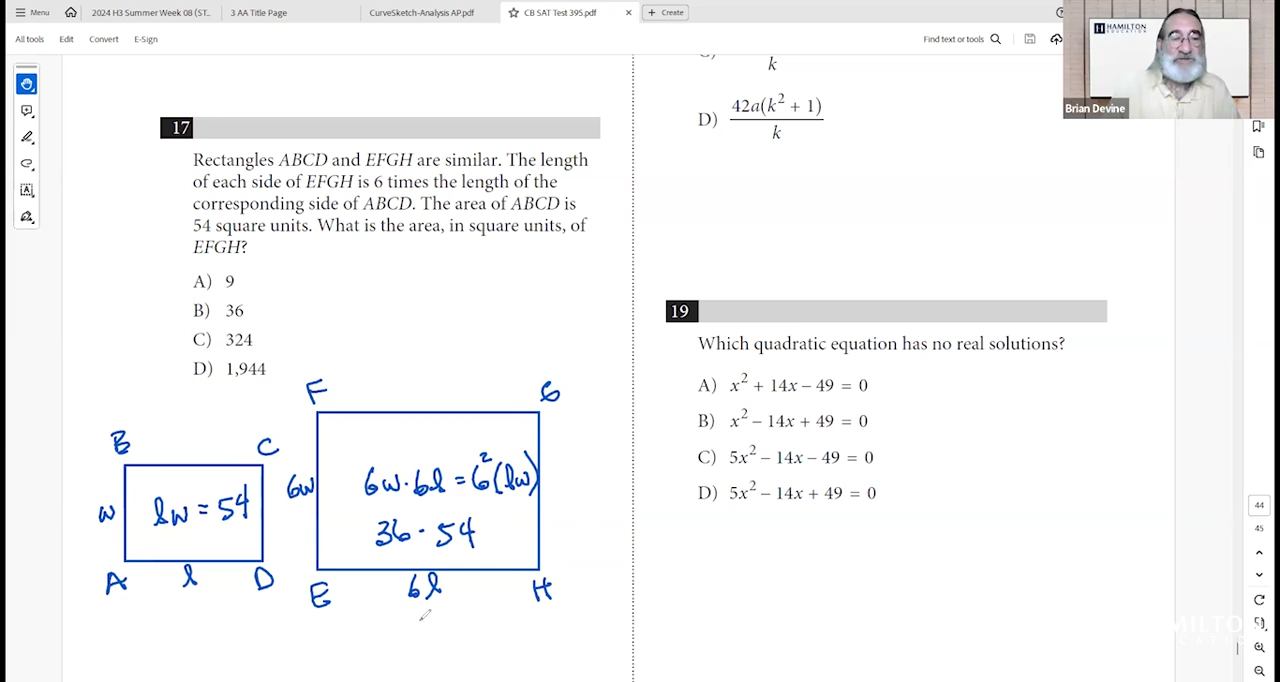 Menu
2024 H3 Summer Week 08 (ST...
3 AA Title Page
CurveSketch-Analysis AP.pdf
CB SAT Test 395.pdf
Create
All tools
Edit
Convert
E-Sign
Find text or tools
HAMILTON
EDUCATION
Brian Devine
17
Rectangles ABCD and EFGH are similar. The length
of each side of EFGH is 6 times the length of the
corresponding side of ABCD. The area of ABCD is
54 square units. What is the area, in square units, of
EFGH?
A) 9
B) 36
C) 324
D) 1,944
F
G
B
C
6w
6w · 6l = 6² (lw)
w
lw = 54
36 · 54
A
l
D
E
6l
H
k
D) 42a(k² + 1)
k
19
Which quadratic equation has no real solutions?
A) x² + 14x − 49 = 0
B) x² − 14x + 49 = 0
C) 5x² − 14x − 49 = 0
D) 5x² − 14x + 49 = 0
44
45